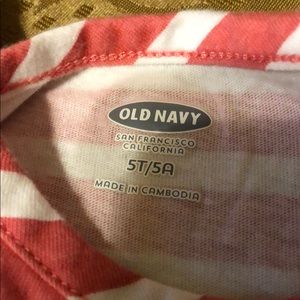 OLD NAVY
SAN FRANCISCO
CALIFORNIA
5T/5A
MADE IN CAMBODIA